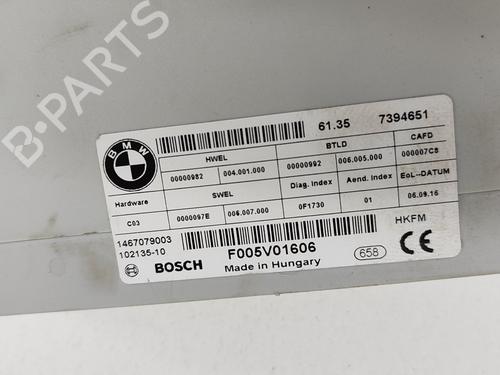 BMW
61.35 7394651
HWEL BTLD CAFD
00000982 004.001.000 00000992 006.005.000 000007C8
Hardware SWEL Diag. Index Aend. Index EoL-DATUM
C03 0000097E 006.007.000 0F1730 01 06.09.16
1467079003 HKFM
102135-10 BOSCH F005V01606 658 CE
Made in Hungary
B-PARTS